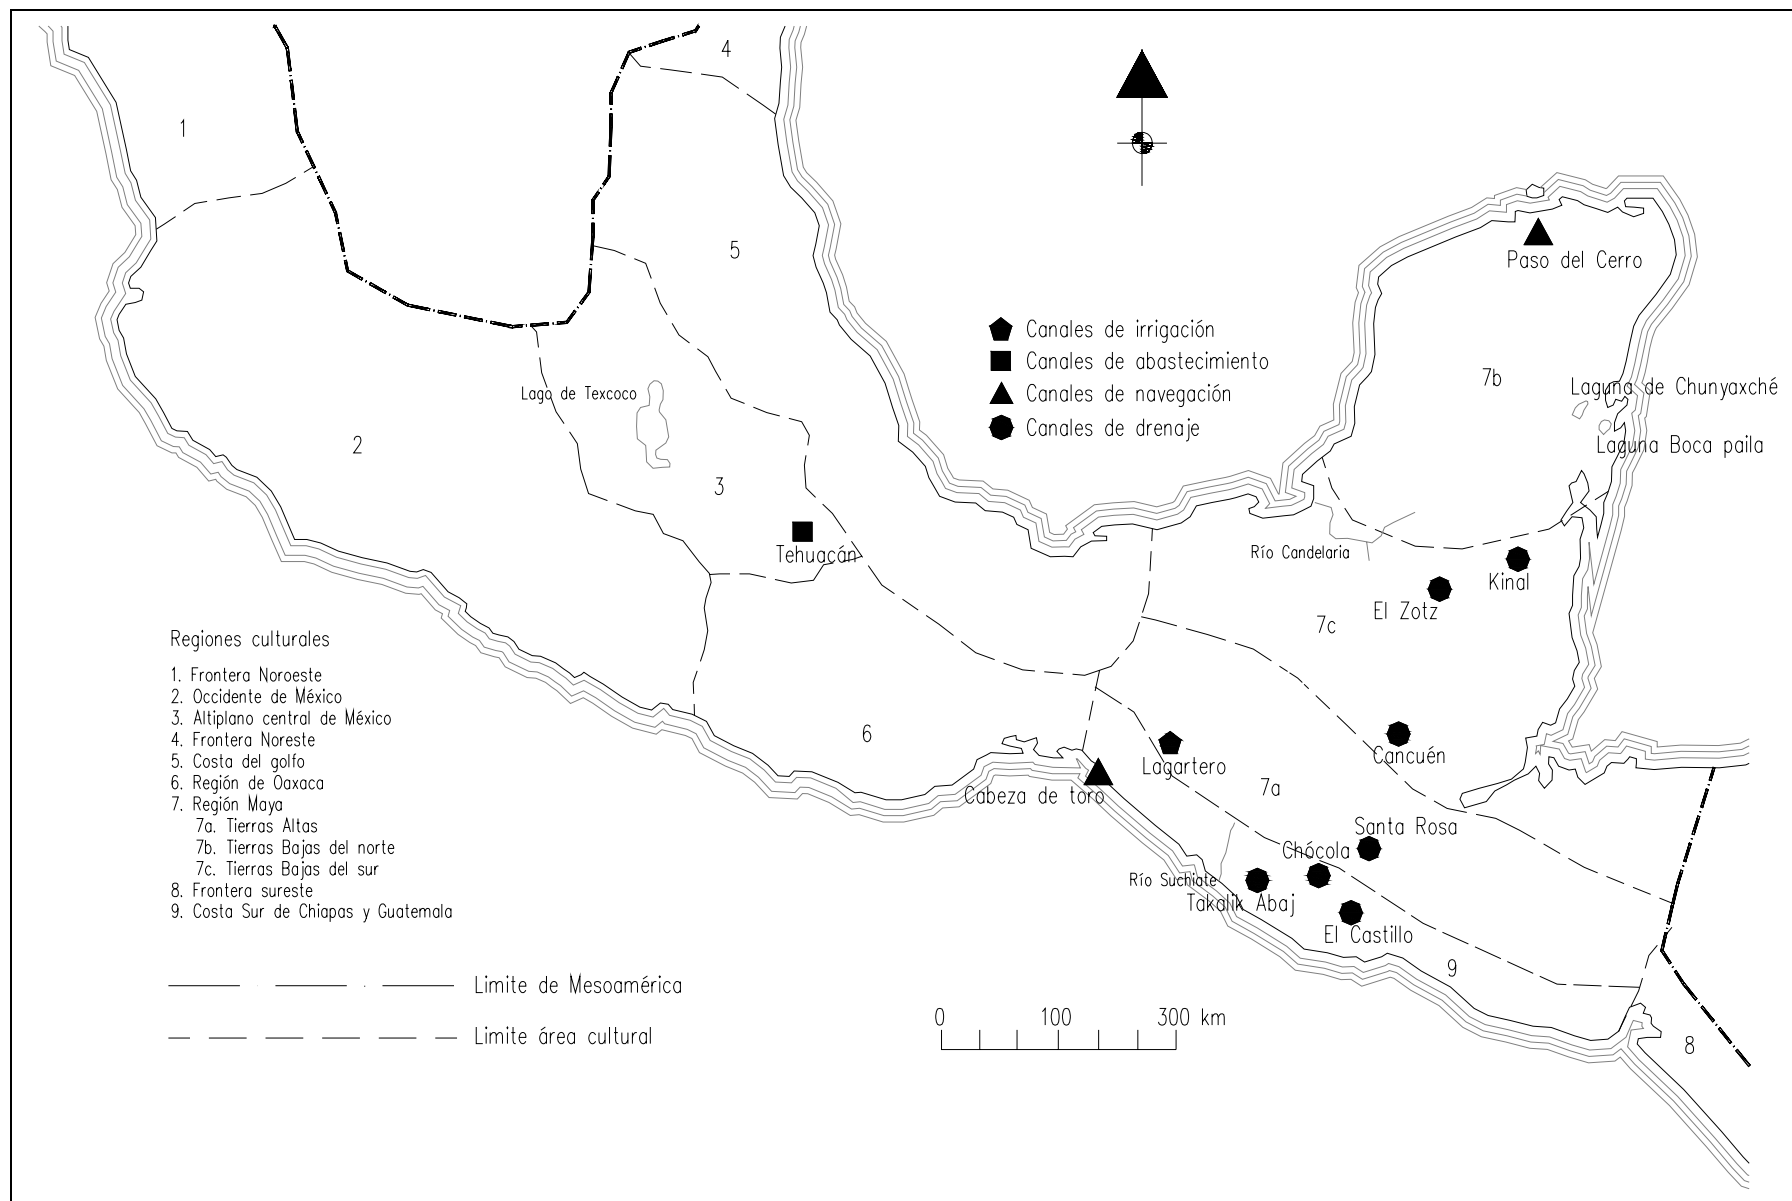 4
1
5
Paso del Cerro
Canales de irrigación
Canales de abastecimiento
Canales de navegación
Canales de drenaje
7b
Laguna de Chunyaxché
Lago de Texcoco
2
Laguna Boca paila
3
Tehuacán
Río Candelaria
Kinal
El Zotz
7c
Regiones culturales
1. Frontera Noroeste
2. Occidente de México
3. Altiplano central de México
4. Frontera Noreste
5. Costa del golfo
6. Región de Oaxaca
7. Región Maya
7a. Tierras Altas
7b. Tierras Bajas del norte
7c. Tierras Bajas del sur
8. Frontera sureste
9. Costa Sur de Chiapas y Guatemala
6
Lagartero
Cancuén
7a
Cabeza de toro
Santa Rosa
Chócola
Río Suchiate
Takalik Abaj
El Castillo
9
Limite de Mesoamérica
0 100 300 km
Limite área cultural
8